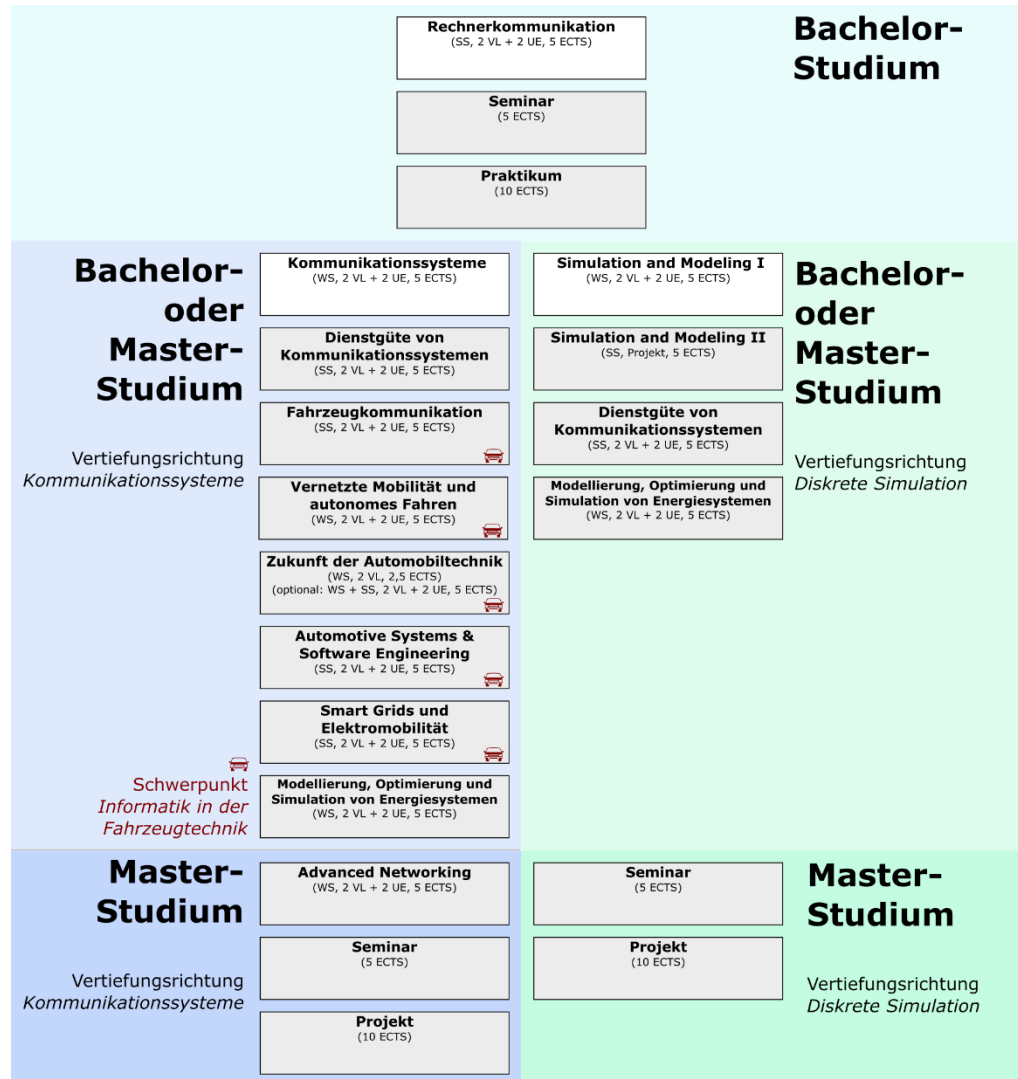 Bachelor-
Studium
Rechnerkommunikation
(SS, 2 VL + 2 UE, 5 ECTS)
Seminar
(5 ECTS)
Praktikum
(10 ECTS)
Bachelor-
oder
Master-
Studium
Vertiefungsrichtung
Kommunikationssysteme
Kommunikationssysteme
(WS, 2 VL + 2 UE, 5 ECTS)
Dienstgüte von
Kommunikationssystemen
(SS, 2 VL + 2 UE, 5 ECTS)
Fahrzeugkommunikation
(SS, 2 VL + 2 UE, 5 ECTS)
Vernetzte Mobilität und
autonomes Fahren
(WS, 2 VL + 2 UE, 5 ECTS)
Zukunft der Automobiltechnik
(WS, 2 VL, 2,5 ECTS)
(optional: WS + SS, 2 VL + 2 UE, 5 ECTS)
Automotive Systems &
Software Engineering
(SS, 2 VL + 2 UE, 5 ECTS)
Smart Grids und
Elektromobilität
(SS, 2 VL + 2 UE, 5 ECTS)
Schwerpunkt
Informatik in der
Fahrzeugtechnik
Modellierung, Optimierung und
Simulation von Energiesystemen
(WS, 2 VL + 2 UE, 5 ECTS)
Simulation and Modeling I
(WS, 2 VL + 2 UE, 5 ECTS)
Simulation and Modeling II
(SS, Projekt, 5 ECTS)
Dienstgüte von
Kommunikationssystemen
(SS, 2 VL + 2 UE, 5 ECTS)
Modellierung, Optimierung und
Simulation von Energiesystemen
(WS, 2 VL + 2 UE, 5 ECTS)
Bachelor-
oder
Master-
Studium
Vertiefungsrichtung
Diskrete Simulation
Master-
Studium
Vertiefungsrichtung
Kommunikationssysteme
Advanced Networking
(WS, 2 VL + 2 UE, 5 ECTS)
Seminar
(5 ECTS)
Projekt
(10 ECTS)
Seminar
(5 ECTS)
Projekt
(10 ECTS)
Master-
Studium
Vertiefungsrichtung
Diskrete Simulation